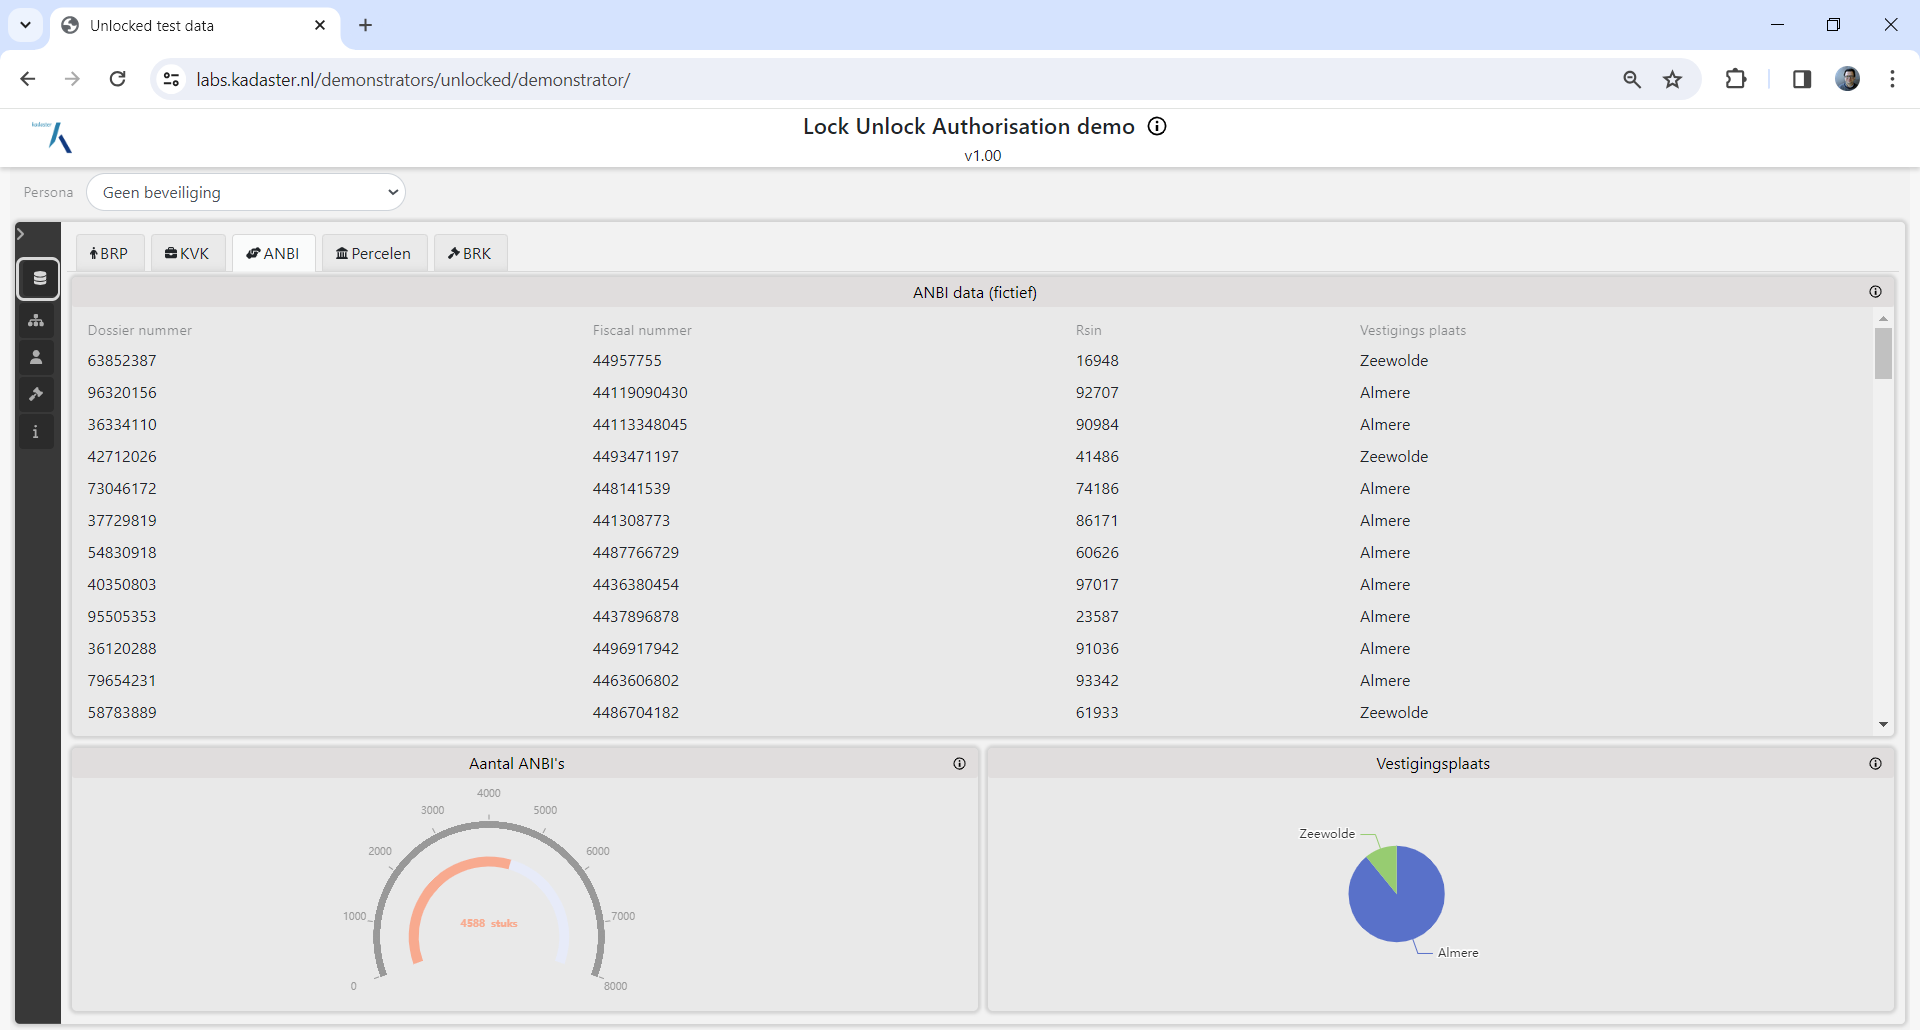 Unlocked test data
labs.kadaster.nl/demonstrators/unlocked/demonstrator/
kadaster
Lock Unlock Authorisation demo
v1.00
Persona Geen beveiliging
BRP KVK ANBI Percelen BRK
ANBI data (fictief)
Dossier nummer Fiscaal nummer Rsin Vestigings plaats
63852387 44957755 16948 Zeewolde
96320156 44119090430 92707 Almere
36334110 44113348045 90984 Almere
42712026 4493471197 41486 Zeewolde
73046172 448141539 74186 Almere
37729819 441308773 86171 Almere
54830918 4487766729 60626 Almere
40350803 4436380454 97017 Almere
95505353 4437896878 23587 Almere
36120288 4496917942 91036 Almere
79654231 4463606802 93342 Almere
58783889 4486704182 61933 Zeewolde
Aantal ANBI's
0
1000
2000
3000
4000
5000
6000
7000
8000
4588 stuks
Vestigingsplaats
Zeewolde
Almere